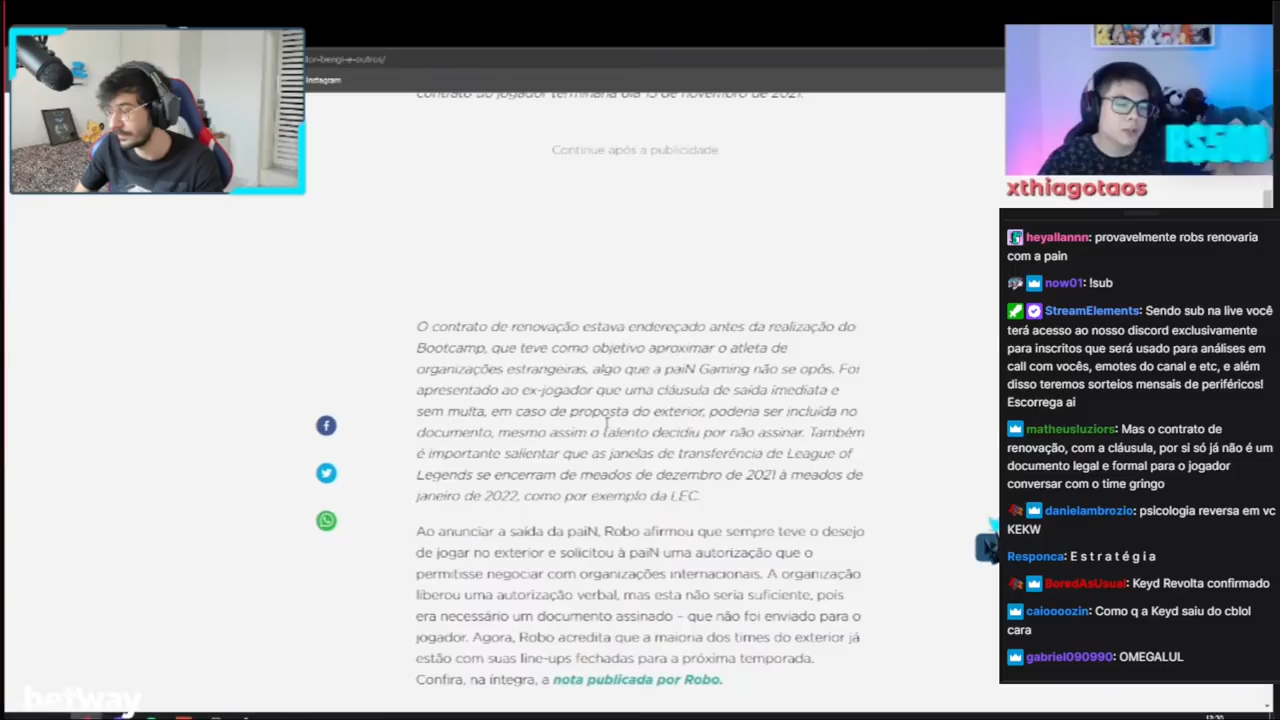 lor-bengi-e-outros/
Instagram
contrato do jogador terminaria dia 15 de novembro de 2021.
Continue após a publicidade
O contrato de renovação estava endereçado antes da realização do
Bootcamp, que teve como objetivo aproximar o atleta de
organizações estrangeiras, algo que a paiN Gaming não se opôs. Foi
apresentado ao ex-jogador que uma cláusula de saída imediata e
sem multa, em caso de proposta do exterior, poderia ser incluída no
documento, mesmo assim o talento decidiu por não assinar. Também
é importante salientar que as janelas de transferência de League of
Legends se encerram de meados de dezembro de 2021 à meados de
janeiro de 2022, como por exemplo da LEC.
Ao anunciar a saída da paiN, Robo afirmou que sempre teve o desejo
de jogar no exterior e solicitou à paiN uma autorização que o
permitisse negociar com organizações internacionais. A organização
liberou uma autorização verbal, mas esta não seria suficiente, pois
era necessário um documento assinado – que não foi enviado para o
jogador. Agora, Robo acredita que a maioria dos times do exterior já
estão com suas line-ups fechadas para a próxima temporada.
Confira, na íntegra, a nota publicada por Robo.
betway
R$500
xthiagotaos
heyallannn: provavelmente robs renovaria
com a pain
now01: !sub
StreamElements: Sendo sub na live você
terá acesso ao nosso discord exclusivamente
para inscritos que será usado para análises em
call com vocês, emotes do canal e etc, e além
disso teremos sorteios mensais de periféricos!
Escorrega ai
matheusluziors: Mas o contrato de
renovação, com a cláusula, por si só já não é um
documento legal e formal para o jogador
conversar com o time gringo
danielambrozio: psicologia reversa em vc
KEKW
Responca: E s t r a t é g i a
BoredAsUsual: Keyd Revolta confirmado
caioooozin: Como q a Keyd saiu do cblol
cara
gabriel090990: OMEGALUL